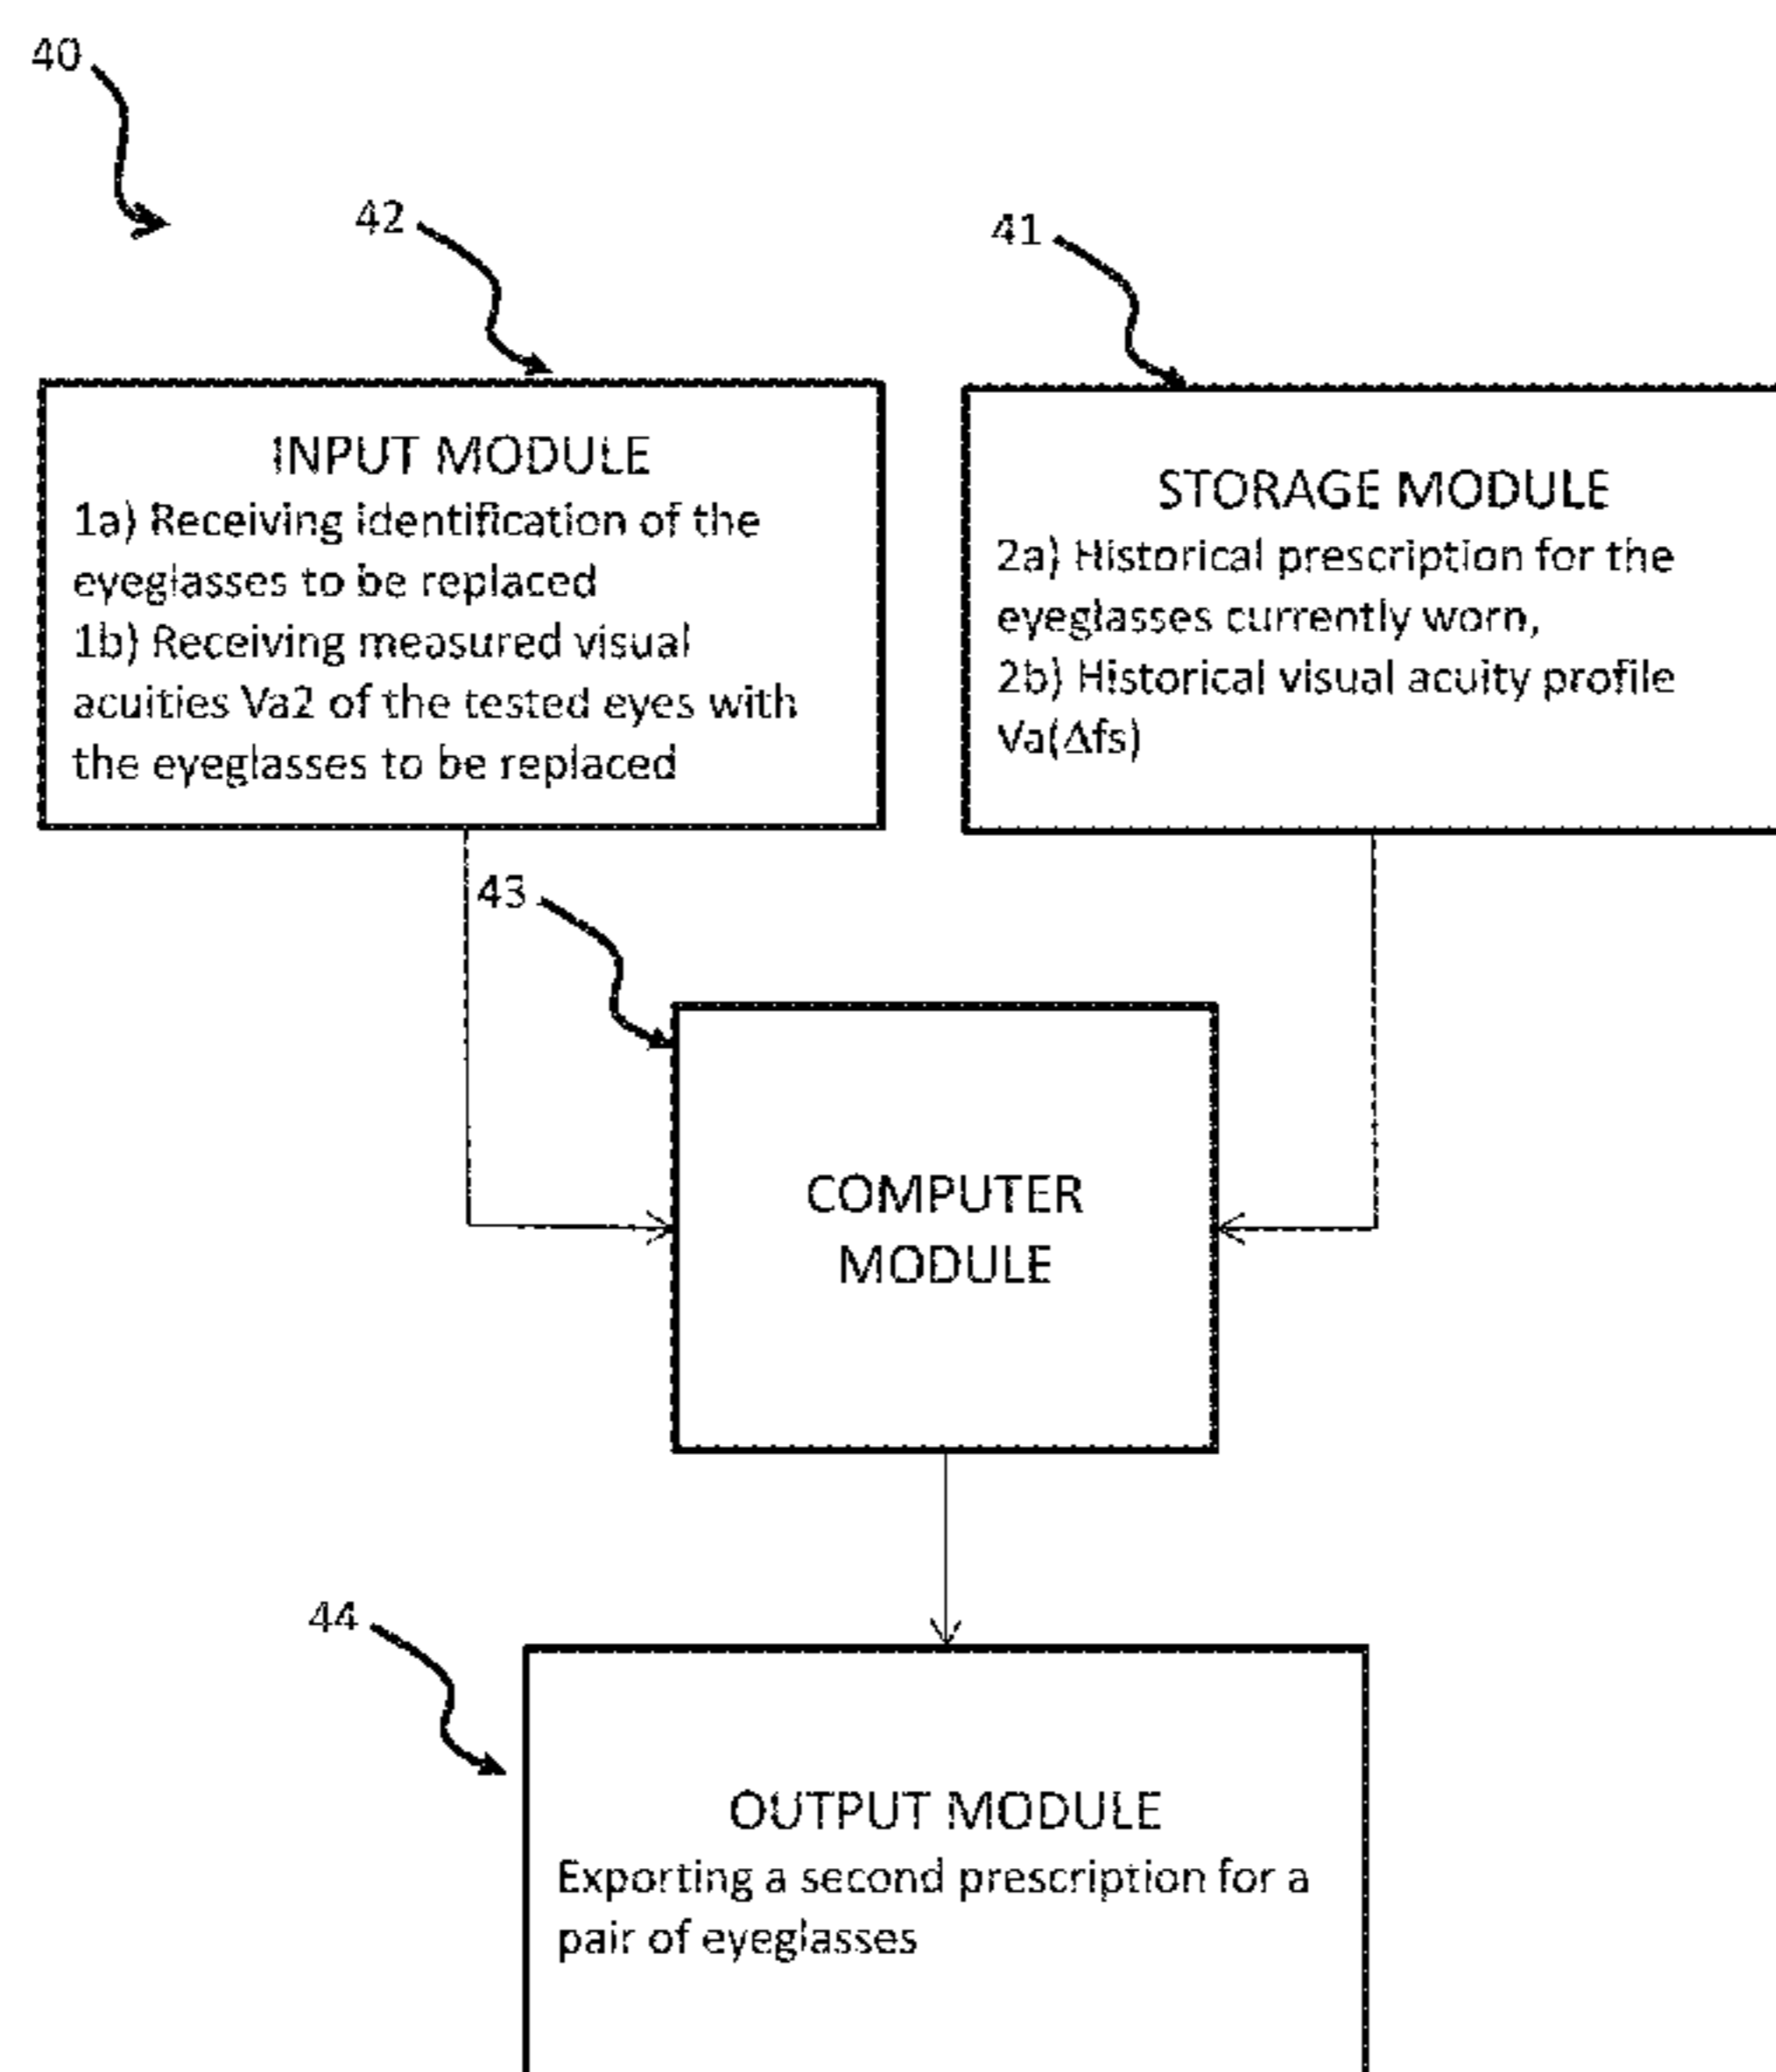 40
42
41
INPUT MODULE
1a) Receiving identification of the
eyeglasses to be replaced
1b) Receiving measured visual
acuities Va2 of the tested eyes with
the eyeglasses to be replaced
STORAGE MODULE
2a) Historical prescription for the
eyeglasses currently worn,
2b) Historical visual acuity profile
Va(Δfs)
43
COMPUTER
MODULE
44
OUTPUT MODULE
Exporting a second prescription for a
pair of eyeglasses